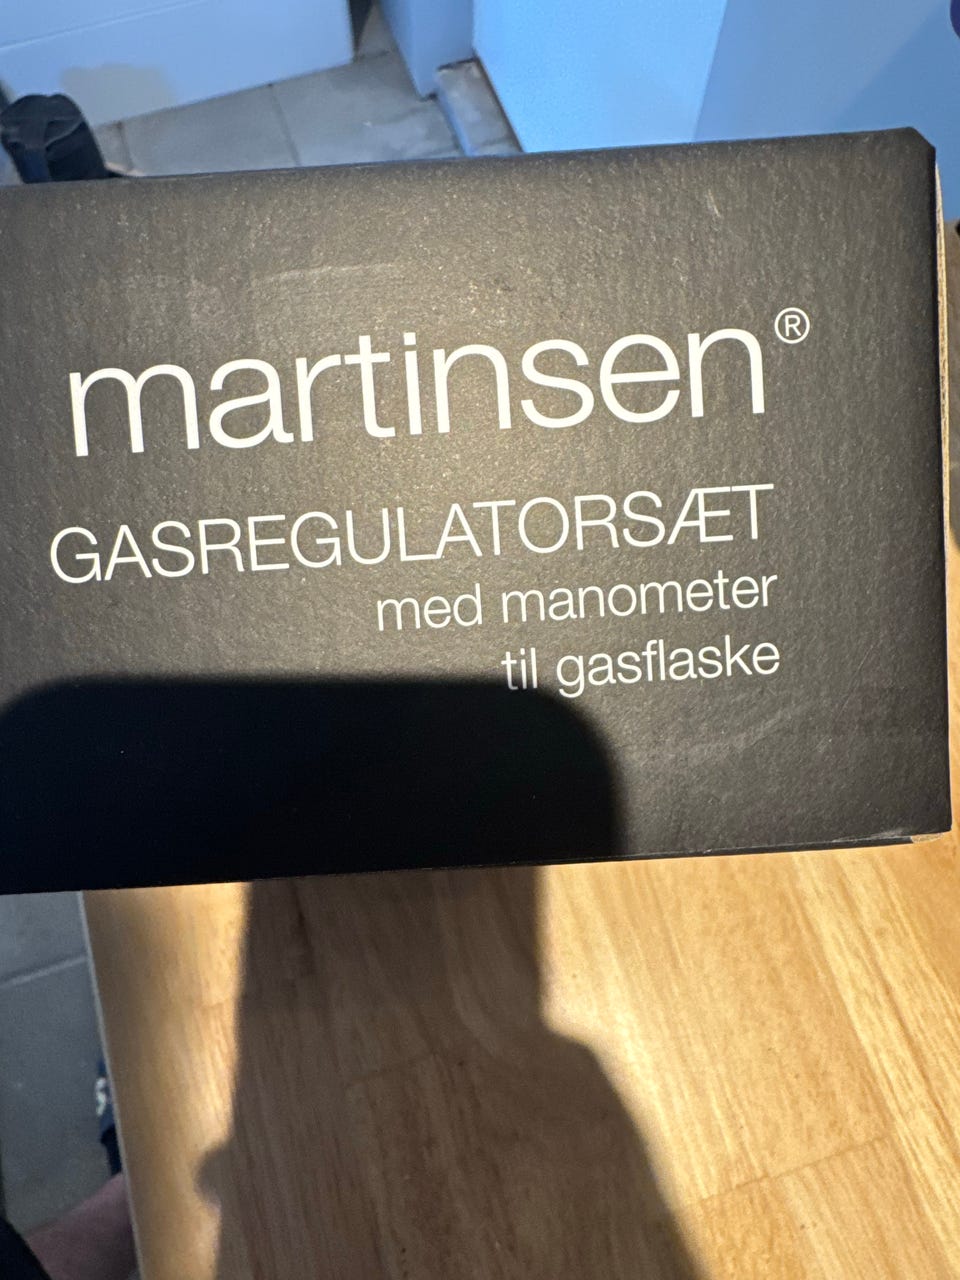 martinsen®
GASREGULATORSÆT
med manometer
til gasflaske